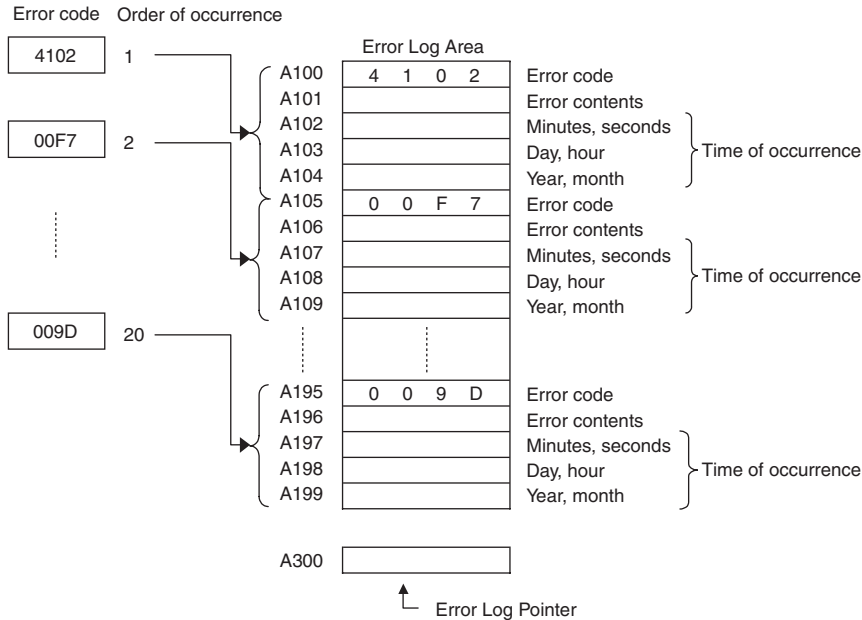 Error code Order of occurrence
4102 1
Error Log Area
A100 4 1 0 2 Error code
A101 Error contents
A102 Minutes, seconds
00F7 2
A103 Day, hour Time of occurrence
A104 Year, month
A105 0 0 F 7 Error code
A106 Error contents
A107 Minutes, seconds
A108 Day, hour Time of occurrence
A109 Year, month
009D 20
A195 0 0 9 D Error code
A196 Error contents
A197 Minutes, seconds
A198 Day, hour Time of occurrence
A199 Year, month
A300
Error Log Pointer